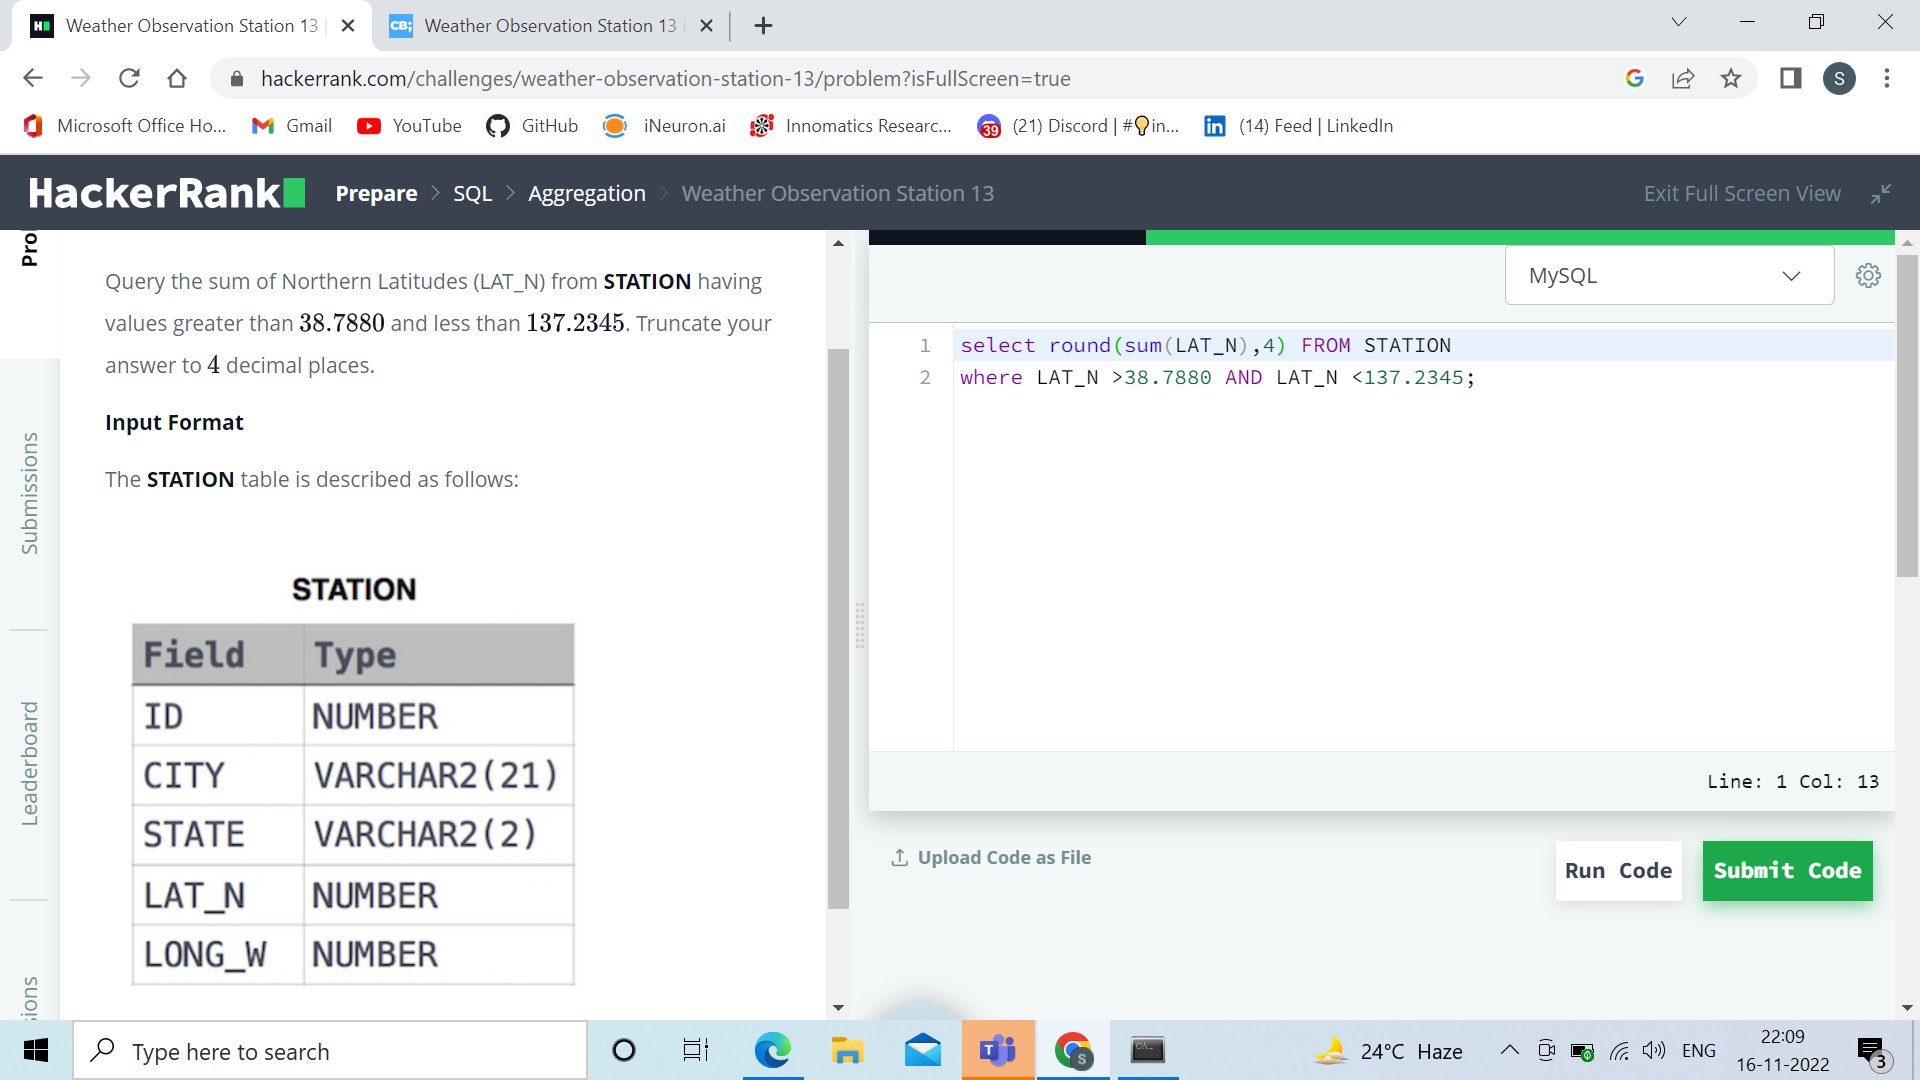 Weather Observation Station 13
Weather Observation Station 13 i
hackerrank.com/challenges/weather-observation-station-13/problem?isFullScreen=true
S
Microsoft Office Ho...
Gmail
YouTube
GitHub
iNeuron.ai
Innomatics Researc...
39
(21) Discord | #💡in...
(14) Feed | LinkedIn
HackerRank
Prepare > SQL > Aggregation > Weather Observation Station 13
Exit Full Screen View
Pro
Submissions
Leaderboard
Query the sum of Northern Latitudes (LAT_N) from STATION having
values greater than 38.7880 and less than 137.2345. Truncate your
answer to 4 decimal places.
Input Format
The STATION table is described as follows:
STATION
Field Type
ID NUMBER
CITY VARCHAR2(21)
STATE VARCHAR2(2)
LAT_N NUMBER
LONG_W NUMBER
MySQL
1 select round(sum(LAT_N),4) FROM STATION
2 where LAT_N >38.7880 AND LAT_N <137.2345;
Line: 1 Col: 13
Upload Code as File
Run Code
Submit Code
Type here to search
24°C Haze
ENG
22:09
16-11-2022
3